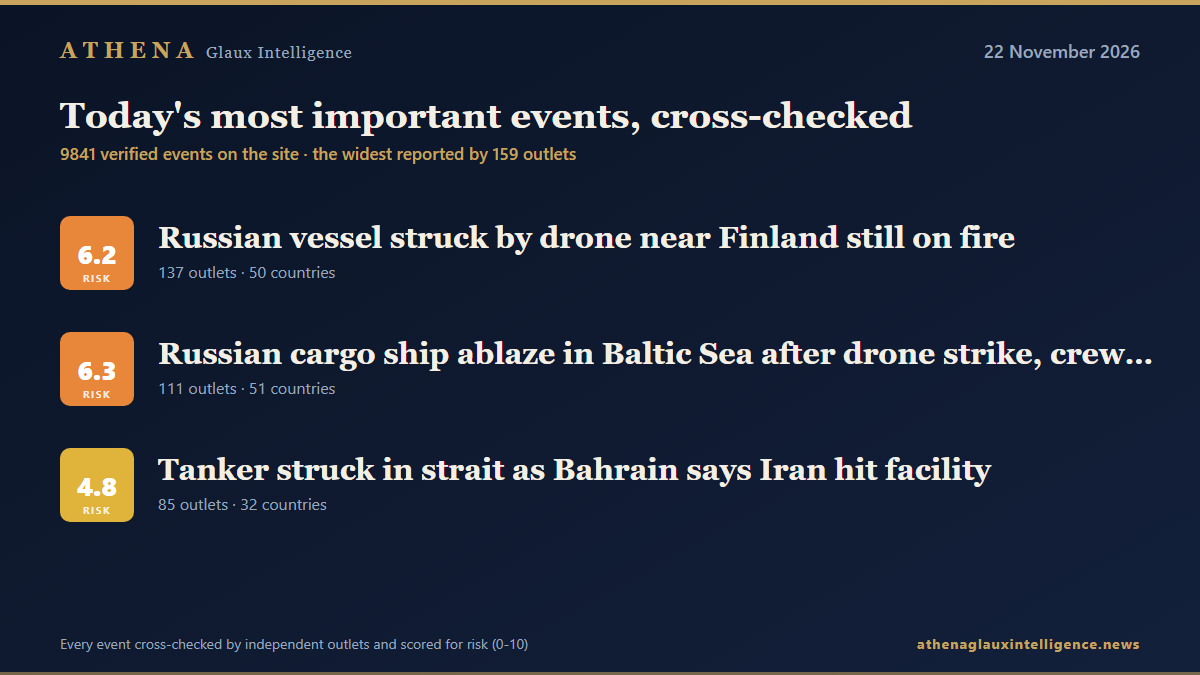 ATHENA Glaux Intelligence
22 November 2026
Today's most important events, cross-checked
9841 verified events on the site · the widest reported by 159 outlets
6.2
RISK
Russian vessel struck by drone near Finland still on fire
137 outlets · 50 countries
6.3
RISK
Russian cargo ship ablaze in Baltic Sea after drone strike, crew...
111 outlets · 51 countries
4.8
RISK
Tanker struck in strait as Bahrain says Iran hit facility
85 outlets · 32 countries
Every event cross-checked by independent outlets and scored for risk (0-10)
athenaglauxintelligence.news